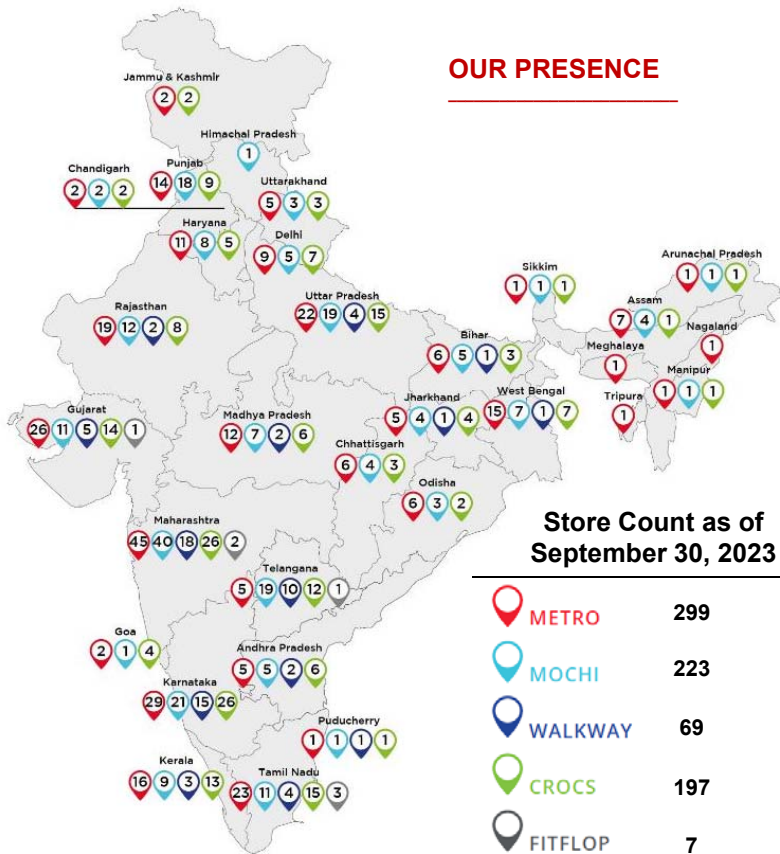 OUR PRESENCE
Jammu & Kashmir
2 2
Himachal Pradesh
1
Chandigarh
2 2 2
Punjab
14 18 9
Uttarakhand
5 3 3
Haryana
11 8 5
Delhi
9 5 7
Sikkim
1 1 1
Arunachal Pradesh
1 1 1
Rajasthan
19 12 2 8
Uttar Pradesh
22 19 4 15
Assam
7 4 1
Nagaland
1
Bihar
6 5 1 3
Meghalaya
1
Manipur
1 1 1
Tripura
1
Gujarat
26 11 5 14 1
Madhya Pradesh
12 7 2 6
Jharkhand
5 4 1 4
West Bengal
15 7 1 7
Chhattisgarh
6 4 3
Odisha
6 3 2
Maharashtra
45 40 18 26 2
Telangana
5 19 10 12 1
Goa
2 1 4
Andhra Pradesh
5 5 2 6
Karnataka
29 21 15 26
Puducherry
1 1 1 1
Kerala
16 9 3 13
Tamil Nadu
23 11 4 15 3
Store Count as of
September 30, 2023
METRO 299
MOCHI 223
WALKWAY 69
CROCS 197
FITFLOP 7